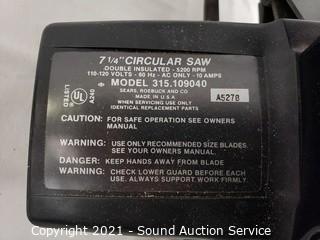 7 1/4" CIRCULAR SAW
DOUBLE INSULATED - 5200 RPM
110-120 VOLTS - 60 Hz - AC ONLY - 10 AMPS
MODEL 315.109040
SEARS, ROEBUCK AND CO
MADE IN U.S.A.
WHEN SERVICING USE ONLY
IDENTICAL REPLACEMENT PARTS
LISTED
UL
A240
A5278
CAUTION: FOR SAFE OPERATION SEE OWNERS
MANUAL
WARNING: USE ONLY RECOMMENDED SIZE BLADES.
SEE YOUR OWNERS MANUAL
DANGER: KEEP HANDS AWAY FROM BLADE
WARNING: CHECK LOWER GUARD BEFORE EACH
USE. ALWAYS SUPPORT WORK FIRMLY.
Copyright 2021 - Sound Auction Service